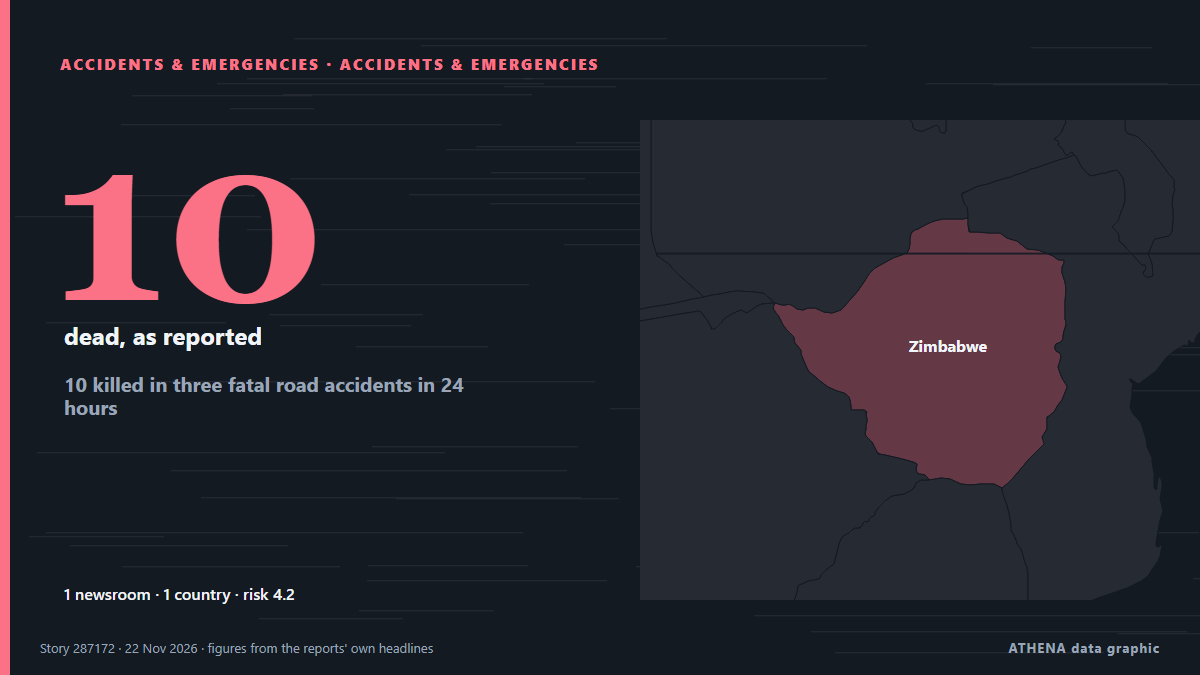 ACCIDENTS & EMERGENCIES · ACCIDENTS & EMERGENCIES
10
dead, as reported
10 killed in three fatal road accidents in 24
hours
Zimbabwe
1 newsroom · 1 country · risk 4.2
Story 287172 · 22 Nov 2026 · figures from the reports' own headlines
ATHENA data graphic